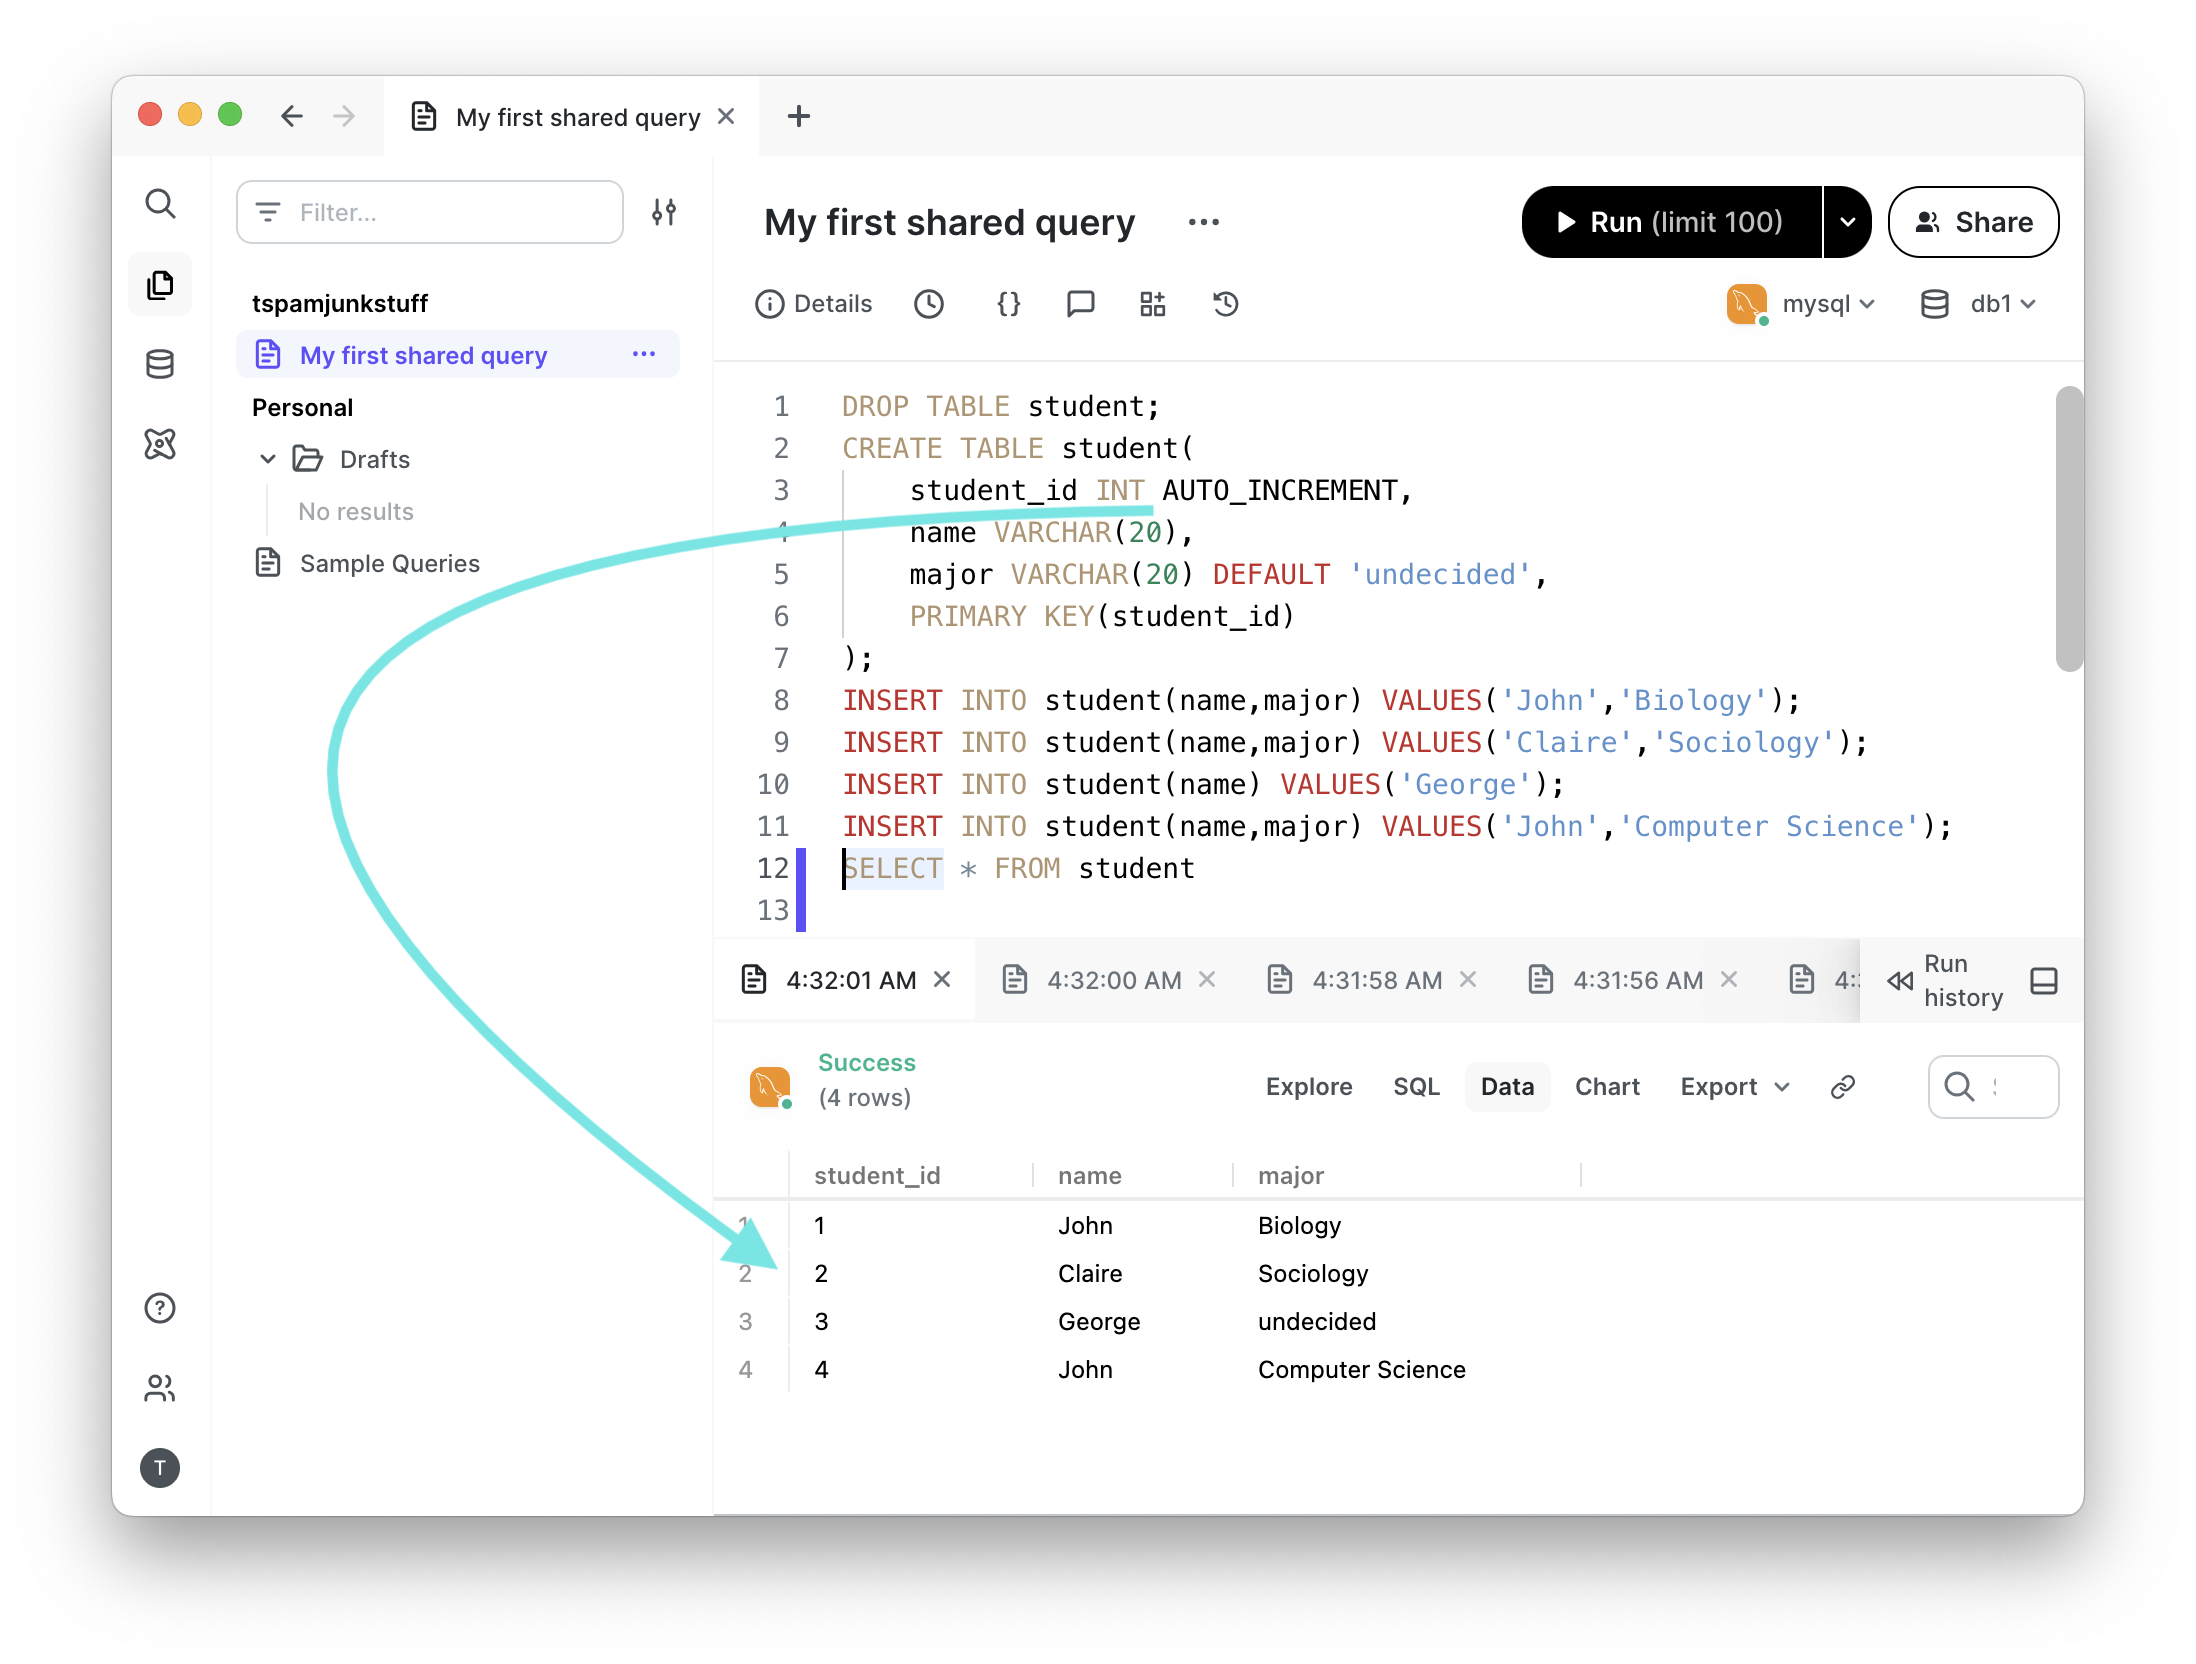 My first shared query
Filter...
tspamjunkstuff
My first shared query
Personal
Drafts
No results
Sample Queries
T
My first shared query
Run (limit 100)
Share
Details
{}
mysql
db1
1 DROP TABLE student;
2 CREATE TABLE student(
3 student_id INT AUTO_INCREMENT,
4 name VARCHAR(20),
5 major VARCHAR(20) DEFAULT 'undecided',
6 PRIMARY KEY(student_id)
7 );
8 INSERT INTO student(name,major) VALUES('John','Biology');
9 INSERT INTO student(name,major) VALUES('Claire','Sociology');
10 INSERT INTO student(name) VALUES('George');
11 INSERT INTO student(name,major) VALUES('John','Computer Science');
12 SELECT * FROM student
13
4:32:01 AM
4:32:00 AM
4:31:58 AM
4:31:56 AM
Run
history
Success
(4 rows)
Explore
SQL
Data
Chart
Export
student_id name major
1 1 John Biology
2 2 Claire Sociology
3 3 George undecided
4 4 John Computer Science